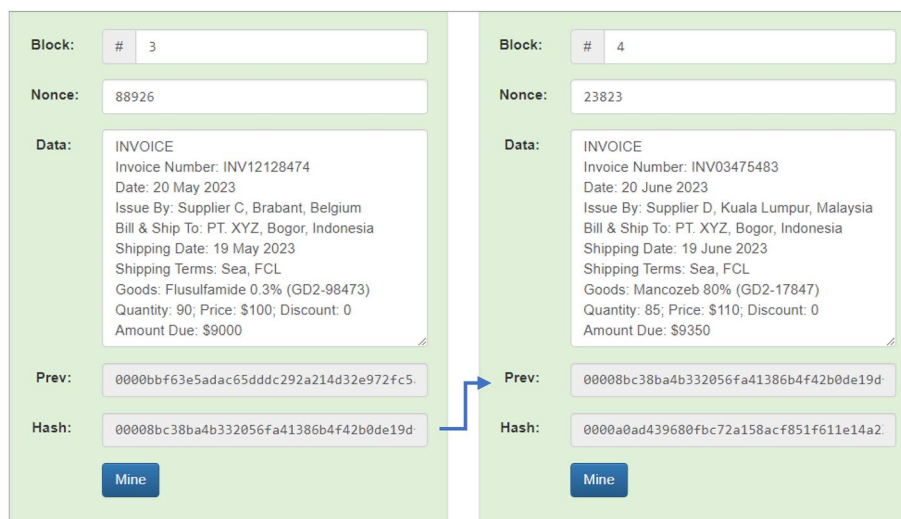 Block:
# 3
Nonce:
88926
Data:
INVOICE
Invoice Number: INV12128474
Date: 20 May 2023
Issue By: Supplier C, Brabant, Belgium
Bill & Ship To: PT. XYZ, Bogor, Indonesia
Shipping Date: 19 May 2023
Shipping Terms: Sea, FCL
Goods: Flusulfamide 0.3% (GD2-98473)
Quantity: 90; Price: $100; Discount: 0
Amount Due: $9000
Prev:
0000bbf63e5adac65dddc292a214d32e972fc5
Hash:
00008bc38ba4b332056fa41386b4f42b0de19d
Mine
Block:
# 4
Nonce:
23823
Data:
INVOICE
Invoice Number: INV03475483
Date: 20 June 2023
Issue By: Supplier D, Kuala Lumpur, Malaysia
Bill & Ship To: PT. XYZ, Bogor, Indonesia
Shipping Date: 19 June 2023
Shipping Terms: Sea, FCL
Goods: Mancozeb 80% (GD2-17847)
Quantity: 85; Price: $110; Discount: 0
Amount Due: $9350
Prev:
00008bc38ba4b332056fa41386b4f42b0de19d
Hash:
0000a0ad439680fbc72a158acf851f611e14a2
Mine